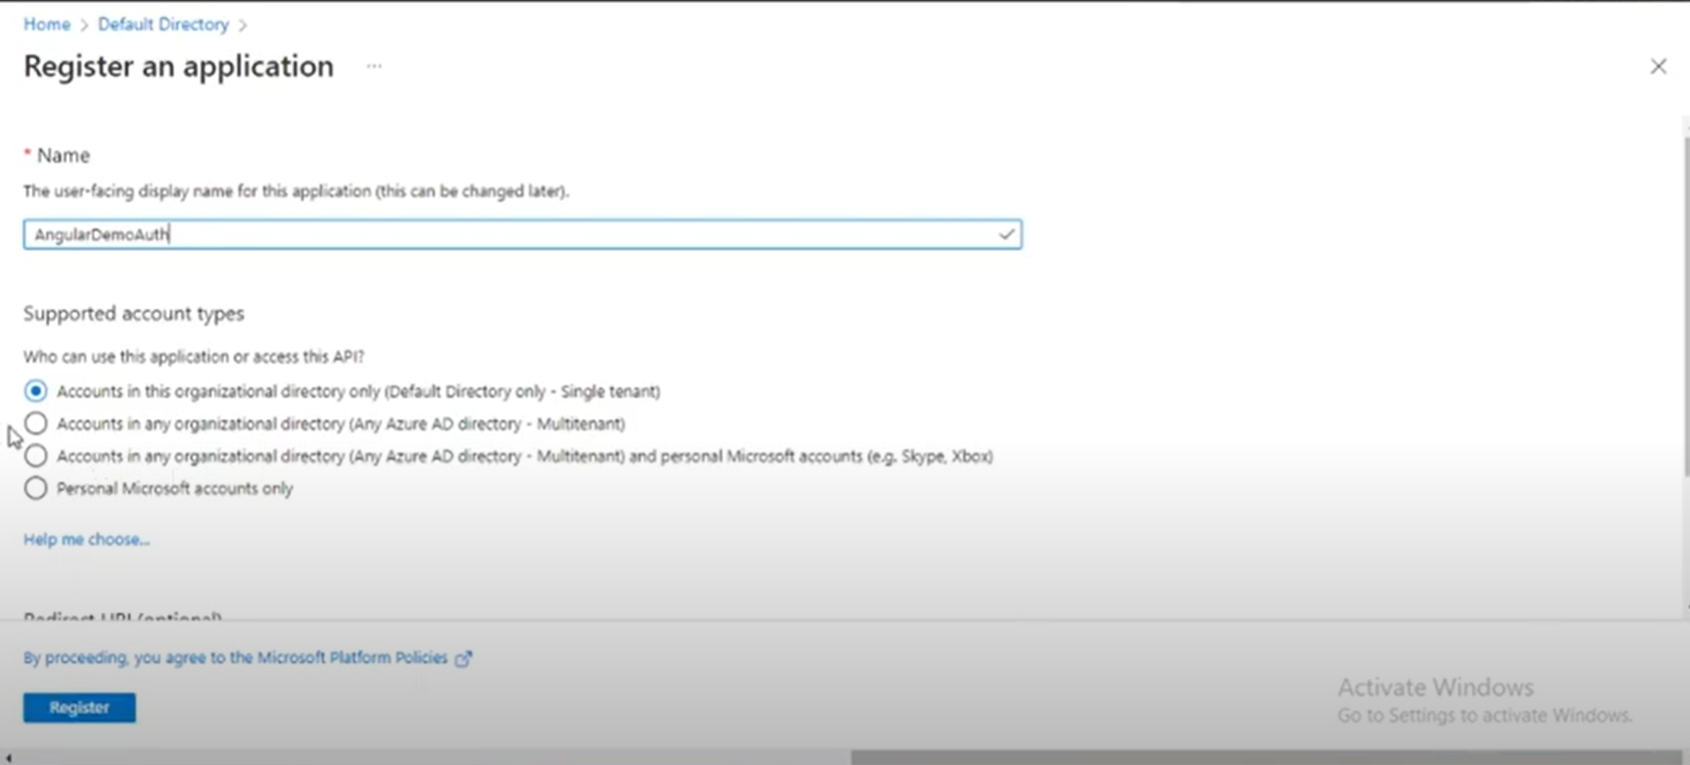 Home > Default Directory >
Register an application ...
* Name
The user-facing display name for this application (this can be changed later).
AngularDemoAuth
Supported account types
Who can use this application or access this API?
Accounts in this organizational directory only (Default Directory only - Single tenant)
Accounts in any organizational directory (Any Azure AD directory - Multitenant)
Accounts in any organizational directory (Any Azure AD directory - Multitenant) and personal Microsoft accounts (e.g. Skype, Xbox)
Personal Microsoft accounts only
Help me choose...
Redirect URI (optional)
By proceeding, you agree to the Microsoft Platform Policies
Register
Activate Windows
Go to Settings to activate Windows.